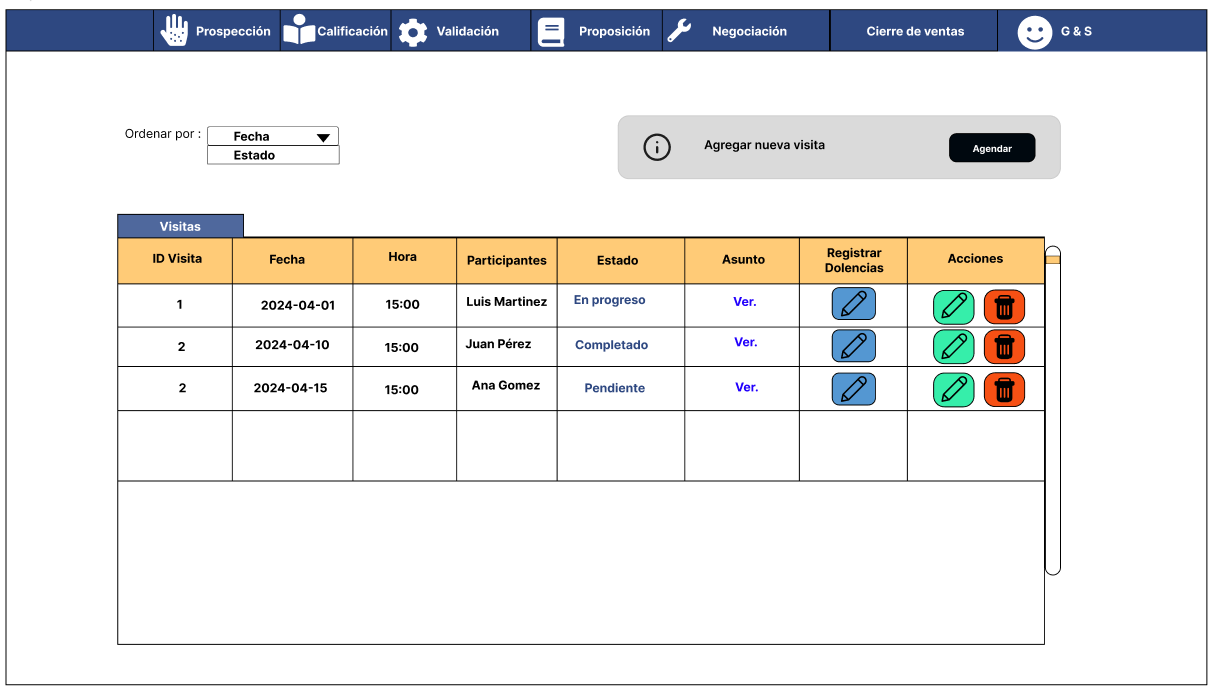 Prospección
Calificación
Validación
Proposición
Negociación
Cierre de ventas
G & S
Ordenar por :
Fecha
Estado
Agregar nueva visita
Agendar
Visitas
ID Visita Fecha Hora Participantes Estado Asunto Registrar Dolencias Acciones
1 2024-04-01 15:00 Luis Martinez En progreso Ver.
2 2024-04-10 15:00 Juan Pérez Completado Ver.
2 2024-04-15 15:00 Ana Gomez Pendiente Ver.